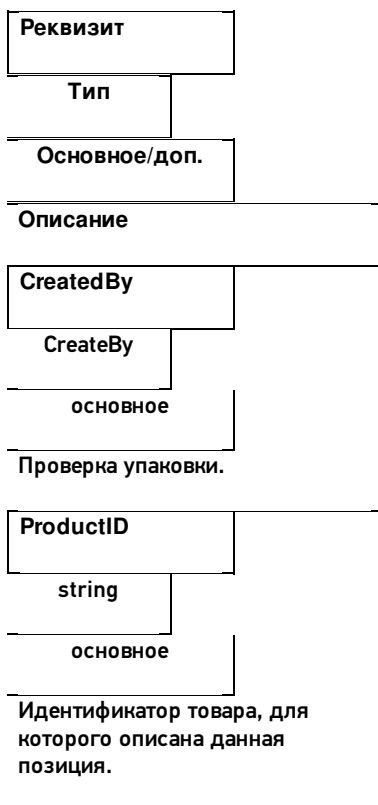 Реквизит
Тип
Основное/доп.
Описание
CreatedBy
CreateBy
основное
Проверка упаковки.
ProductID
string
основное
Идентификатор товара, для
которого описана данная
позиция.